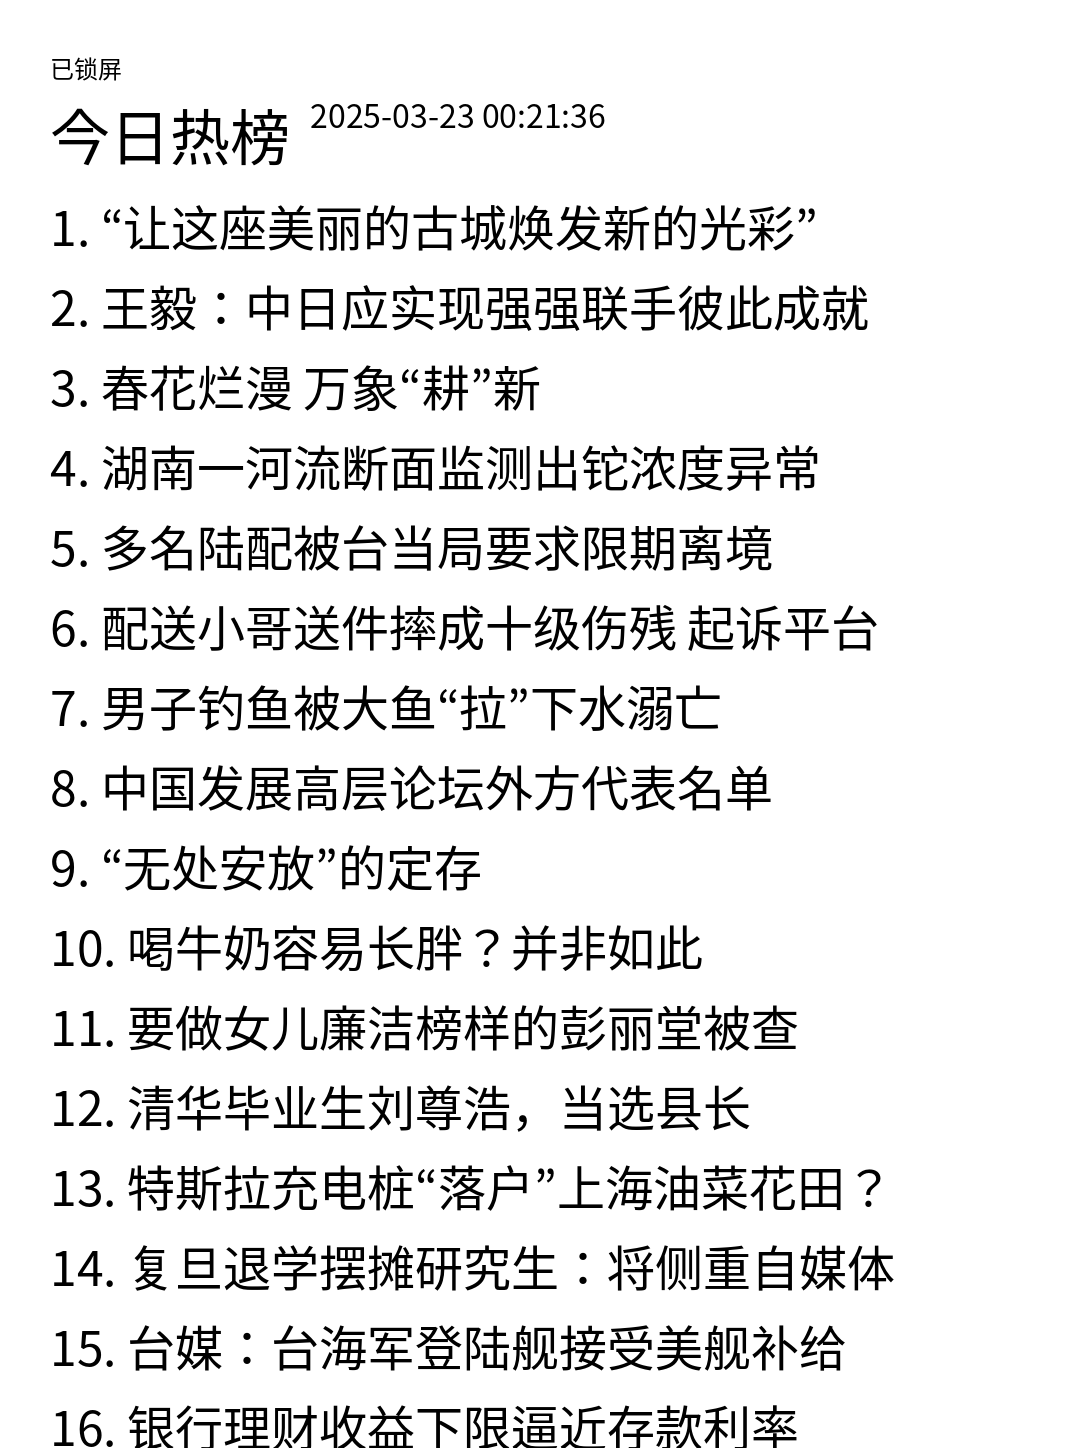 已锁屏
今日热榜 2025-03-23 00:21:36
1. “让这座美丽的古城焕发新的光彩”
2. 王毅：中日应实现强强联手彼此成就
3. 春花烂漫 万象“耕”新
4. 湖南一河流断面监测出铊浓度异常
5. 多名陆配被台当局要求限期离境
6. 配送小哥送件摔成十级伤残 起诉平台
7. 男子钓鱼被大鱼“拉”下水溺亡
8. 中国发展高层论坛外方代表名单
9. “无处安放”的定存
10. 喝牛奶容易长胖？并非如此
11. 要做女儿廉洁榜样的彭丽堂被查
12. 清华毕业生刘尊浩，当选县长
13. 特斯拉充电桩“落户”上海油菜花田？
14. 复旦退学摆摊研究生：将侧重自媒体
15. 台媒：台海军登陆舰接受美舰补给
16. 银行理财收益下限逼近存款利率